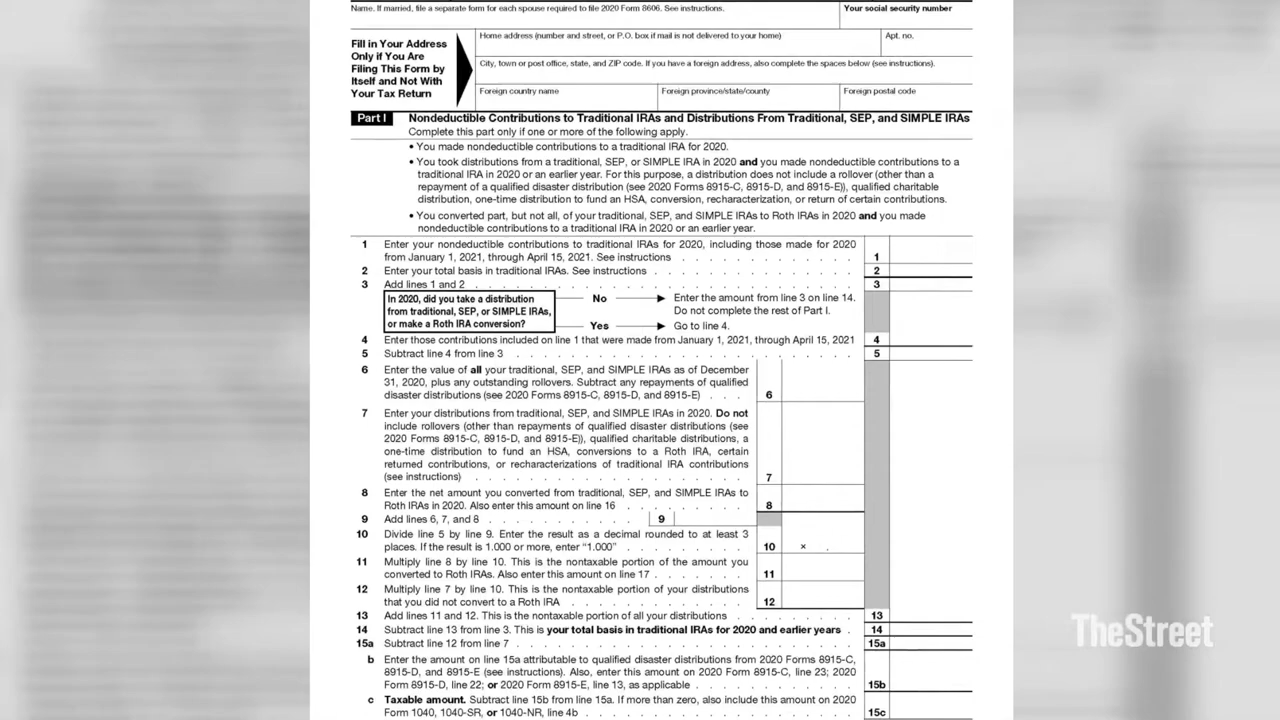 Name. If married, file a separate form for each spouse required to file 2020 Form 8606. See instructions.
Your social security number
Fill in Your Address
Only if You Are
Filing This Form by
Itself and Not With
Your Tax Return
Home address (number and street, or P.O. box if mail is not delivered to your home)
Apt. no.
City, town or post office, state, and ZIP code. If you have a foreign address, also complete the spaces below (see instructions).
Foreign country name
Foreign province/state/county
Foreign postal code
Part I Nondeductible Contributions to Traditional IRAs and Distributions From Traditional, SEP, and SIMPLE IRAs
Complete this part only if one or more of the following apply.
• You made nondeductible contributions to a traditional IRA for 2020.
• You took distributions from a traditional, SEP, or SIMPLE IRA in 2020 and you made nondeductible contributions to a
traditional IRA in 2020 or an earlier year. For this purpose, a distribution does not include a rollover (other than a
repayment of a qualified disaster distribution (see 2020 Forms 8915-C, 8915-D, and 8915-E)), qualified charitable
distribution, one-time distribution to fund an HSA, conversion, recharacterization, or return of certain contributions.
• You converted part, but not all, of your traditional, SEP, and SIMPLE IRAs to Roth IRAs in 2020 and you made
nondeductible contributions to a traditional IRA in 2020 or an earlier year.
1 Enter your nondeductible contributions to traditional IRAs for 2020, including those made for 2020
from January 1, 2021, through April 15, 2021. See instructions . . . . . . . . . . . 1
2 Enter your total basis in traditional IRAs. See instructions . . . . . . . . . . . . . 2
3 Add lines 1 and 2 . . . . . . . . . . . . . . . . . . . . . . . . 3
In 2020, did you take a distribution
from traditional, SEP, or SIMPLE IRAs,
or make a Roth IRA conversion?
No Enter the amount from line 3 on line 14.
Do not complete the rest of Part I.
Yes Go to line 4.
4 Enter those contributions included on line 1 that were made from January 1, 2021, through April 15, 2021 4
5 Subtract line 4 from line 3 . . . . . . . . . . . . . . . . . . . . . 5
6 Enter the value of all your traditional, SEP, and SIMPLE IRAs as of December
31, 2020, plus any outstanding rollovers. Subtract any repayments of qualified
disaster distributions (see 2020 Forms 8915-C, 8915-D, and 8915-E) . . . 6
7 Enter your distributions from traditional, SEP, and SIMPLE IRAs in 2020. Do not
include rollovers (other than repayments of qualified disaster distributions (see
2020 Forms 8915-C, 8915-D, and 8915-E)), qualified charitable distributions, a
one-time distribution to fund an HSA, conversions to a Roth IRA, certain
returned contributions, or recharacterizations of traditional IRA contributions
(see instructions) . . . . . . . . . . . . . . . . . 7
8 Enter the net amount you converted from traditional, SEP, and SIMPLE IRAs to
Roth IRAs in 2020. Also enter this amount on line 16 . . . . . . . 8
9 Add lines 6, 7, and 8 . . . . . . . . . 9
10 Divide line 5 by line 9. Enter the result as a decimal rounded to at least 3
places. If the result is 1.000 or more, enter “1.000” . . . . . . . 10 × .
11 Multiply line 8 by line 10. This is the nontaxable portion of the amount you
converted to Roth IRAs. Also enter this amount on line 17 . . . . . . 11
12 Multiply line 7 by line 10. This is the nontaxable portion of your distributions
that you did not convert to a Roth IRA . . . . . . . . . . . 12
13 Add lines 11 and 12. This is the nontaxable portion of all your distributions . . . . . . . . 13
14 Subtract line 13 from line 3. This is your total basis in traditional IRAs for 2020 and earlier years . 14
15a Subtract line 12 from line 7 . . . . . . . . . . . . . . . . . . . . . 15a
b Enter the amount on line 15a attributable to qualified disaster distributions from 2020 Forms 8915-C,
8915-D, and 8915-E (see instructions). Also, enter this amount on 2020 Form 8915-C, line 23; 2020
Form 8915-D, line 22; or 2020 Form 8915-E, line 13, as applicable . . . . . . . . . . 15b
c Taxable amount. Subtract line 15b from line 15a. If more than zero, also include this amount on 2020
Form 1040, 1040-SR, or 1040-NR, line 4b . . . . . . . . . . . . . . . . 15c
TheStreet